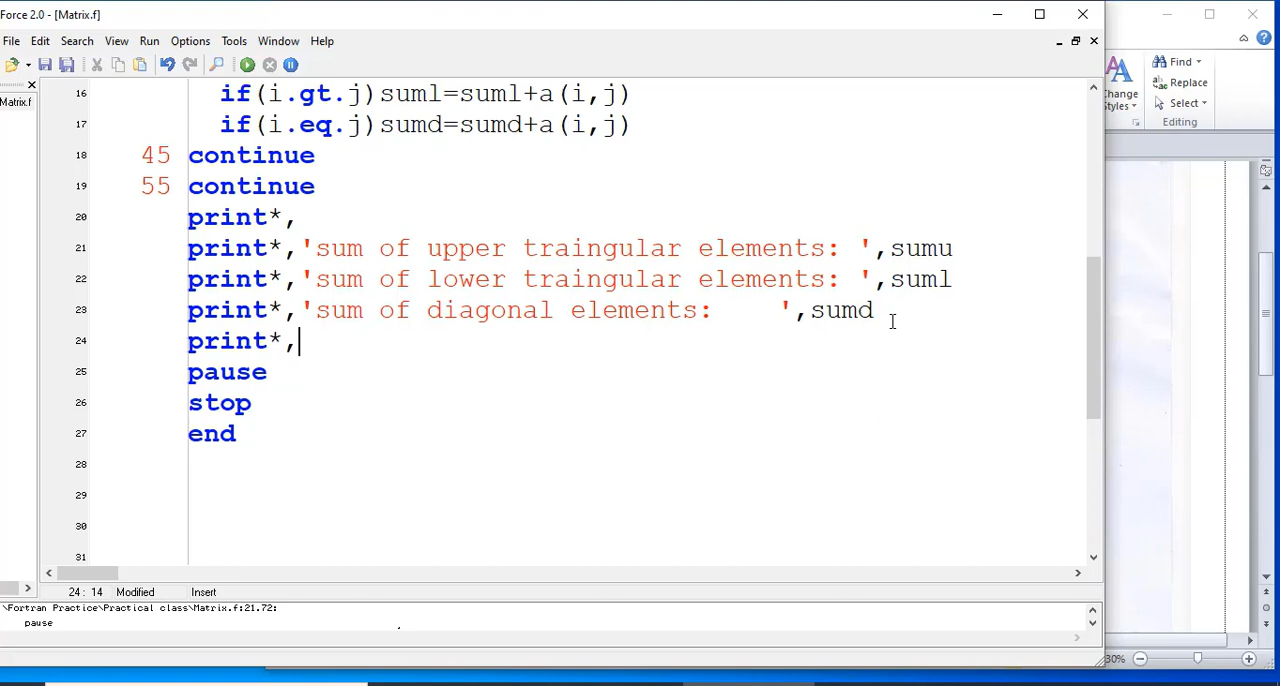 Force 2.0 - [Matrix.f]
File Edit Search View Run Options Tools Window Help
Matrix.f
Find
Replace
Change
Styles
Select
Editing
16 if(i.gt.j)suml=suml+a(i,j)
17 if(i.eq.j)sumd=sumd+a(i,j)
18 45 continue
19 55 continue
20 print*,
21 print*,'sum of upper traingular elements: ',sumu
22 print*,'sum of lower traingular elements: ',suml
23 print*,'sum of diagonal elements:    ',sumd
24 print*,
25 pause
26 stop
27 end
28
29
30
31
24: 14 Modified Insert
\Fortran Practice\Practical class\Matrix.f:21.72:
pause
30%